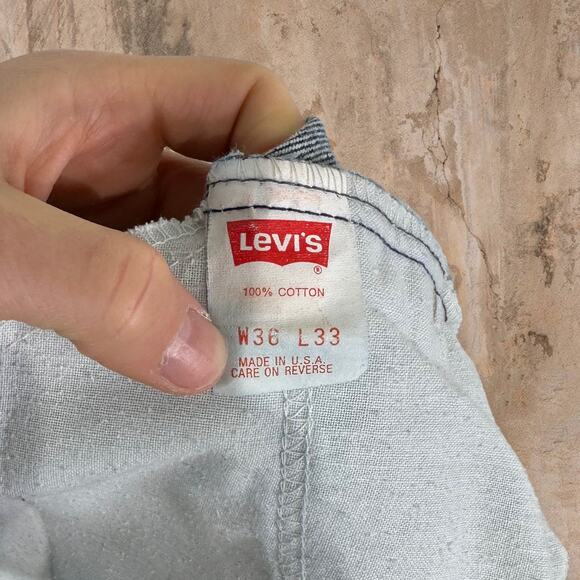 Levi's
®
100% COTTON
W36 L33
MADE IN U.S.A.
CARE ON REVERSE